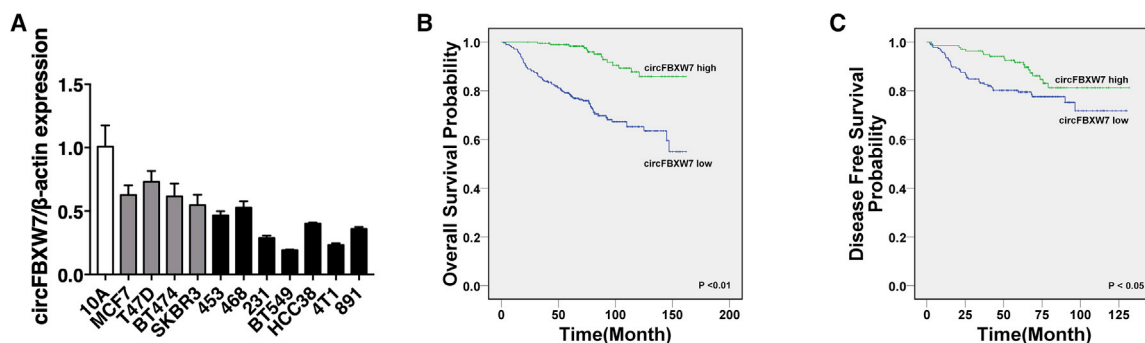 A
circFBXW7/β-actin expression
1.5
1.0
0.5
0.0
10A
MCF7
T47D
BT474
SKBR3
453
468
231
BT549
HCC38
4T1
891
B
Overall Survival Probability
1.0
0.8
0.6
0.4
0.2
0.0
circFBXW7 high
circFBXW7 low
P <0.01
0 50 100 150 200
Time(Month)
C
Disease Free Survival
Probability
1.0
0.8
0.6
0.4
0.2
0.0
circFBXW7 high
circFBXW7 low
P < 0.05
0 25 50 75 100 125
Time(Month)